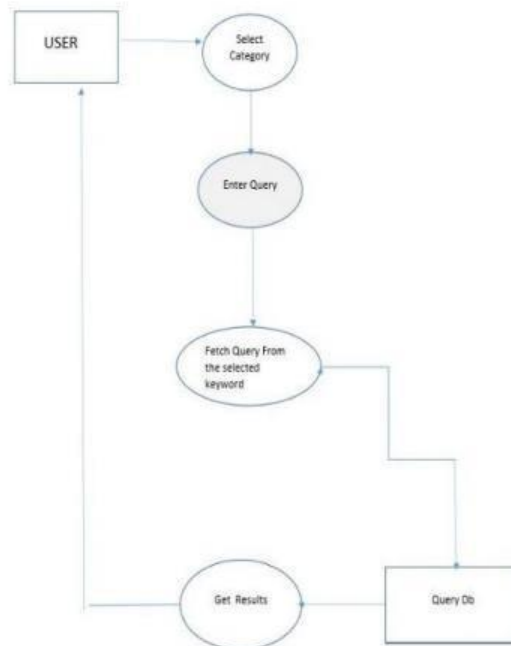 USER
Select
Category
Enter Query
Fetch Query From
the selected
keyword
Get Results
Query Db